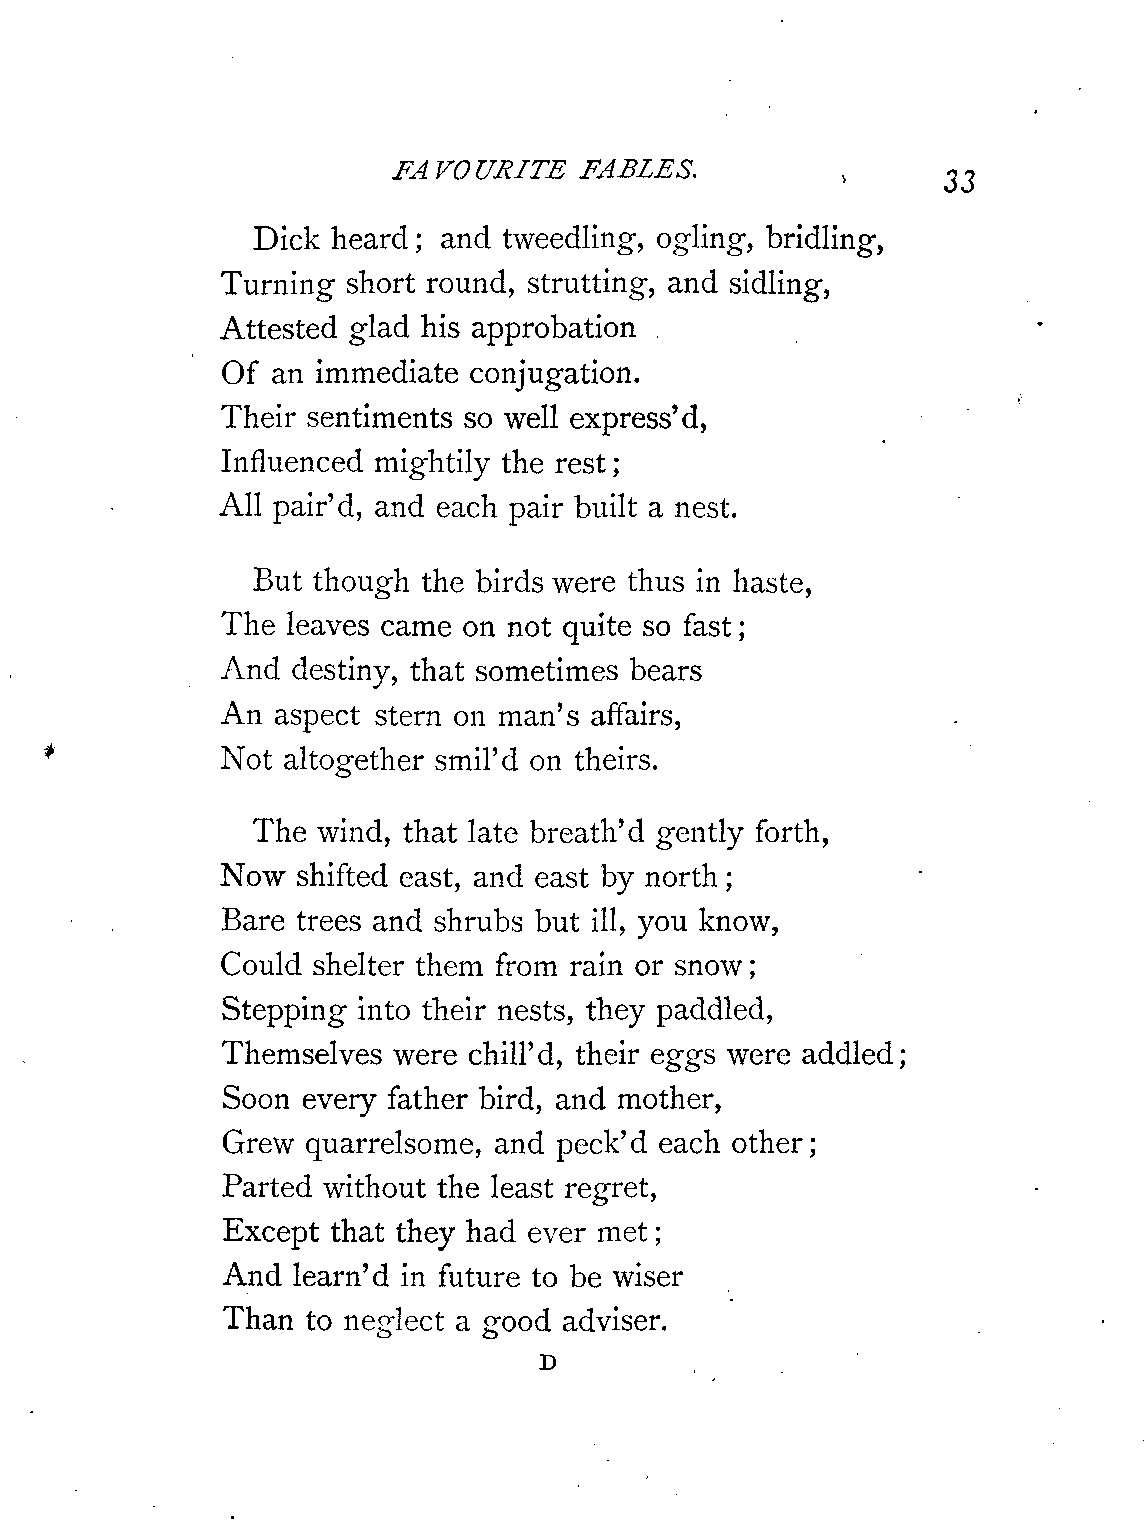 FAVOURITE FABLES. 33
Dick heard; and tweedling, ogling, bridling,
Turning short round, strutting, and sidling,
Attested glad his approbation
Of an immediate conjugation.
Their sentiments so well express'd,
Influenced mightily the rest;
All pair'd, and each pair built a nest.
But though the birds were thus in haste,
The leaves came on not quite so fast;
And destiny, that sometimes bears
An aspect stern on man's affairs,
Not altogether smil'd on theirs.
The wind, that late breath'd gently forth,
Now shifted east, and east by north;
Bare trees and shrubs but ill, you know,
Could shelter them from rain or snow;
Stepping into their nests, they paddled,
Themselves were chill'd, their eggs were addled;
Soon every father bird, and mother,
Grew quarrelsome, and peck'd each other;
Parted without the least regret,
Except that they had ever met;
And learn'd in future to be wiser
Than to neglect a good adviser.
D